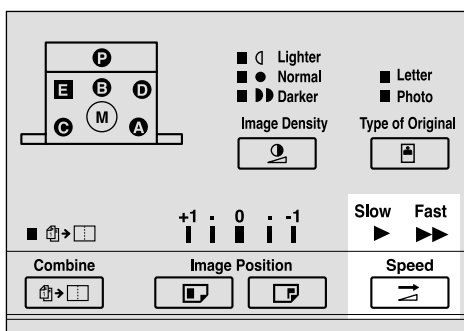 P
E B D
C M A
Lighter
Normal
Darker
Image Density
Letter
Photo
Type of Original
+1 . 0 . -1
Slow Fast
Combine
Image Position
Speed